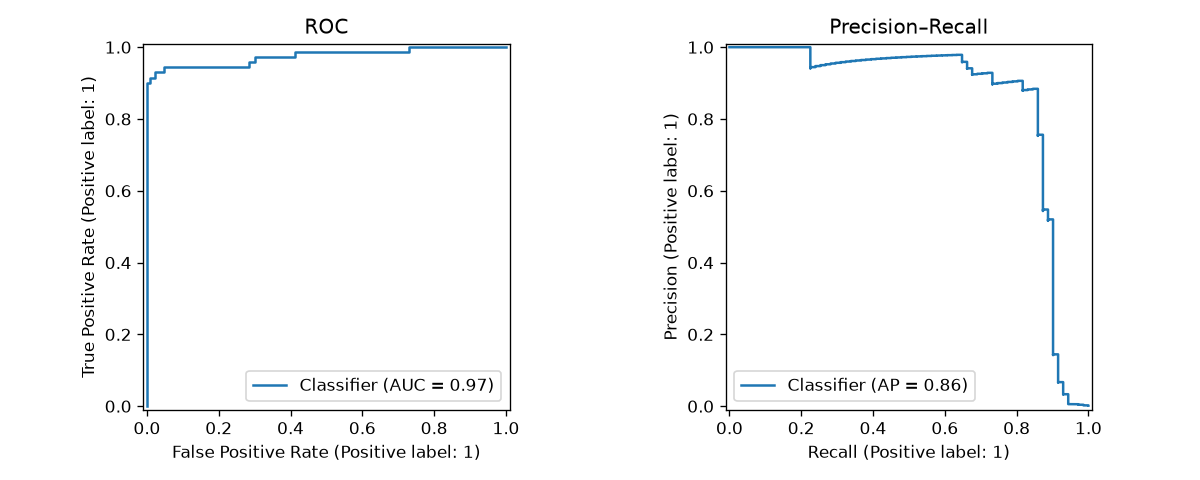 ROC
True Positive Rate (Positive label: 1)
1.0
0.8
0.6
0.4
0.2
0.0
Classifier (AUC = 0.97)
0.0 0.2 0.4 0.6 0.8 1.0
False Positive Rate (Positive label: 1)
Precision–Recall
Precision (Positive label: 1)
1.0
0.8
0.6
0.4
0.2
0.0
Classifier (AP = 0.86)
0.0 0.2 0.4 0.6 0.8 1.0
Recall (Positive label: 1)